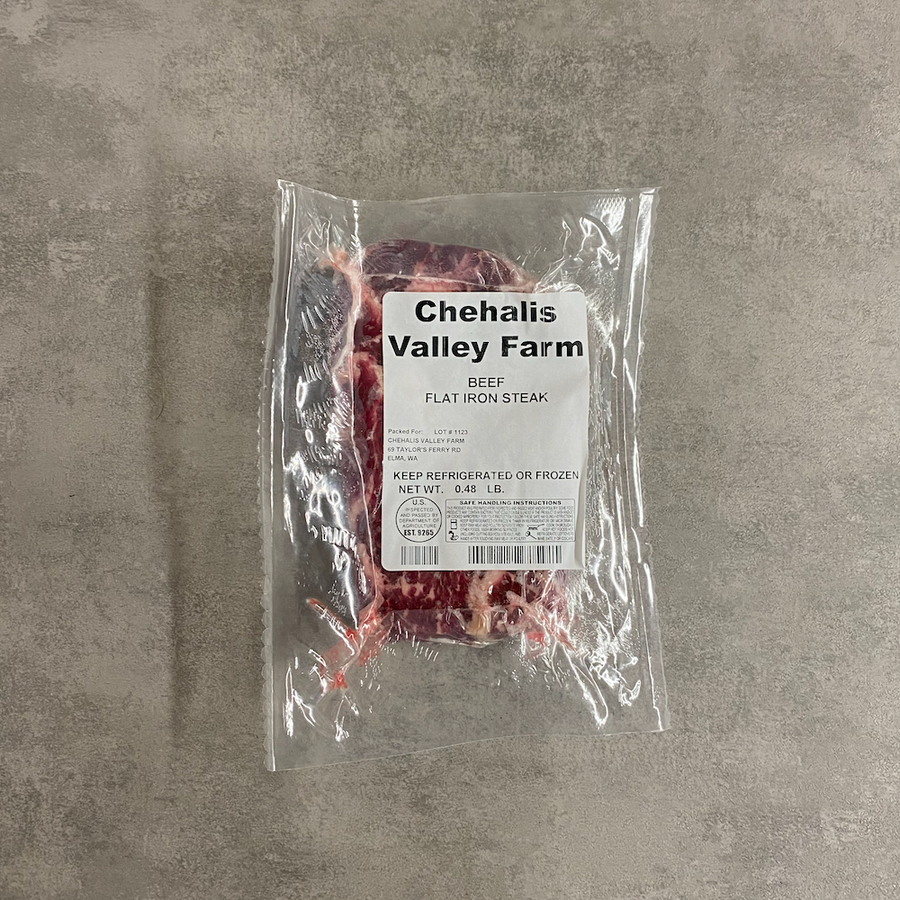 Chehalis
Valley Farm
BEEF
FLAT IRON STEAK
Packed For: LOT # 1123
CHEHALIS VALLEY FARM
69 TAYLOR'S FERRY RD
ELMA, WA
KEEP REFRIGERATED OR FROZEN
NET WT. 0.48 LB.
U.S.
INSPECTED
AND PASSED BY
DEPARTMENT OF
AGRICULTURE
EST. 9265
SAFE HANDLING INSTRUCTIONS